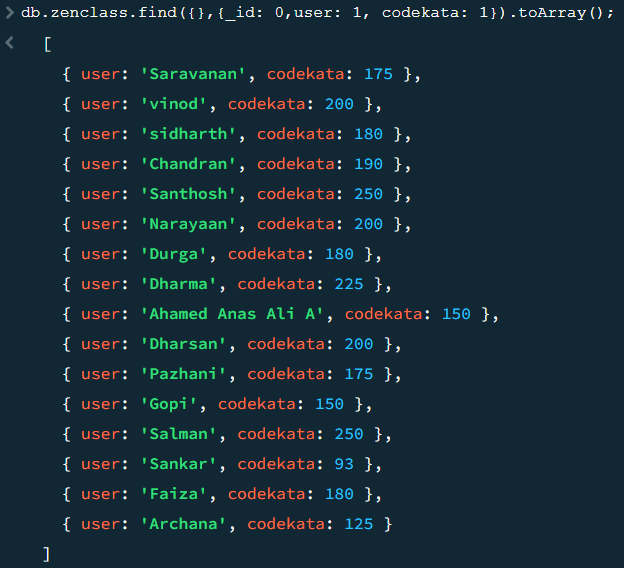 > db.zenclass.find({},{_id: 0,user: 1, codekata: 1}).toArray();
< [
{ user: 'Saravanan', codekata: 175 },
{ user: 'vinod', codekata: 200 },
{ user: 'sidharth', codekata: 180 },
{ user: 'Chandran', codekata: 190 },
{ user: 'Santhosh', codekata: 250 },
{ user: 'Narayaan', codekata: 200 },
{ user: 'Durga', codekata: 180 },
{ user: 'Dharma', codekata: 225 },
{ user: 'Ahamed Anas Ali A', codekata: 150 },
{ user: 'Dharsan', codekata: 200 },
{ user: 'Pazhani', codekata: 175 },
{ user: 'Gopi', codekata: 150 },
{ user: 'Salman', codekata: 250 },
{ user: 'Sankar', codekata: 93 },
{ user: 'Faiza', codekata: 180 },
{ user: 'Archana', codekata: 125 }
]